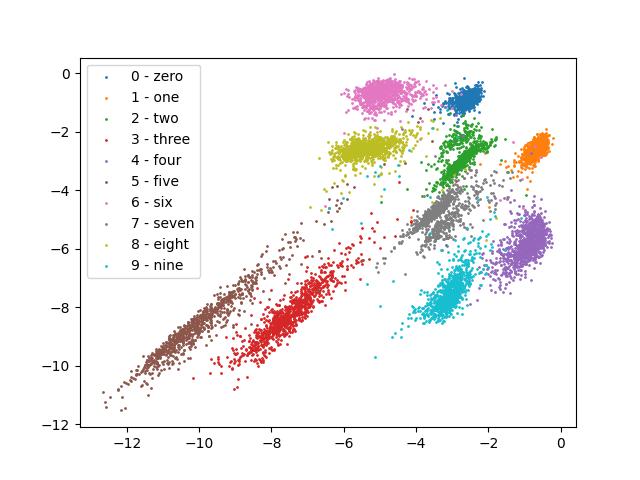 0 - zero
1 - one
2 - two
3 - three
4 - four
5 - five
6 - six
7 - seven
8 - eight
9 - nine
0
−2
−4
−6
−8
−10
−12
−12 −10 −8 −6 −4 −2 0